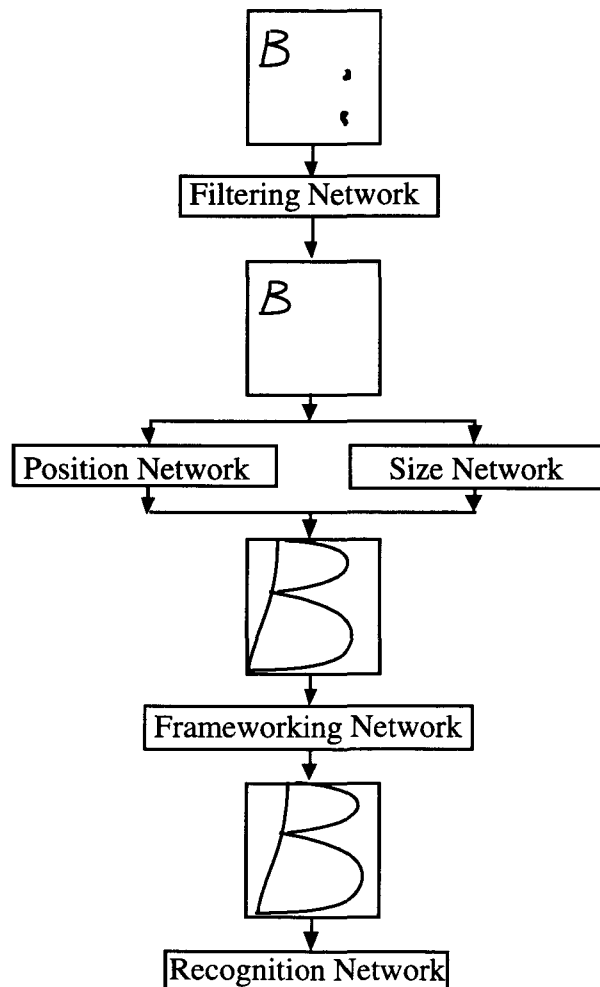 B
Filtering Network
B
Position Network
Size Network
B
Frameworking Network
B
Recognition Network